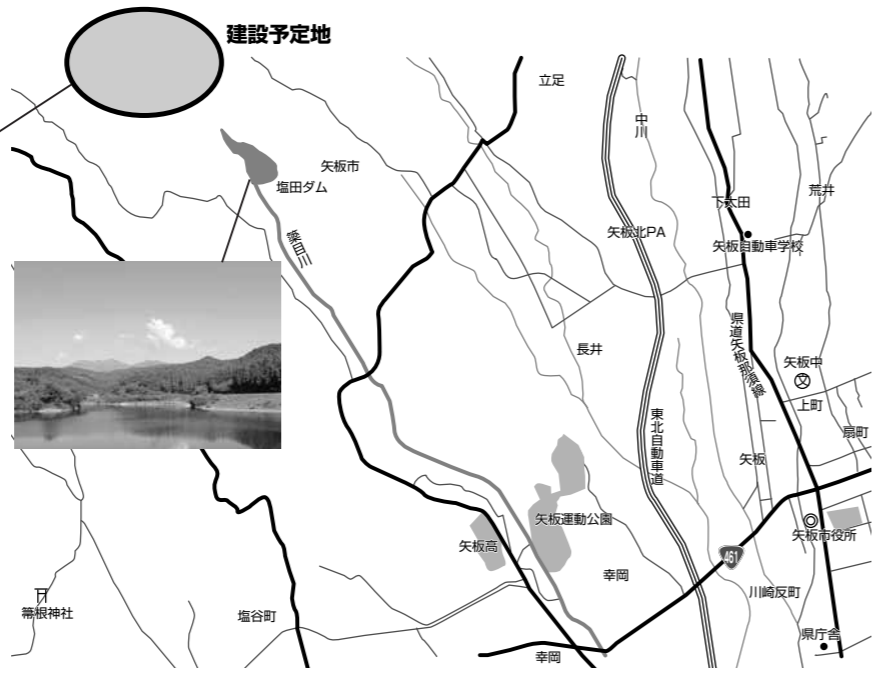 建設予定地
立足
中川
矢板市
塩田ダム
荒井
下太田
簗目川
矢板北PA
矢板自動車学校
県道矢板那須線
長井
矢板中
文
上町
東北自動車道
扇町
矢板
矢板運動公園
矢板市役所
矢板高
461
幸岡
川崎反町
箒根神社
塩谷町
県庁舎
幸岡